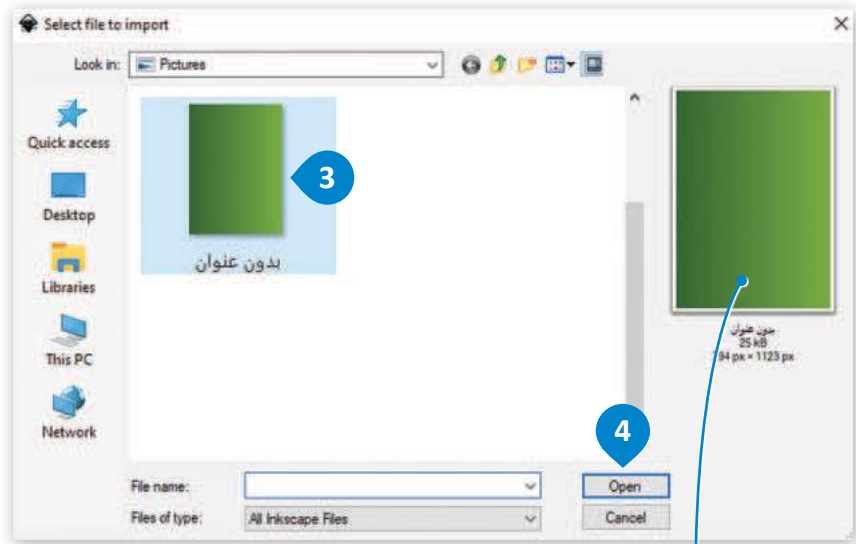 Select file to import
Look in: Pictures
Quick access
Desktop
Libraries
This PC
Network
بدون عنوان
3
بدون عنوان
25 kB
94 px × 1123 px
4
File name:
Open
Files of type: All Inkscape Files
Cancel